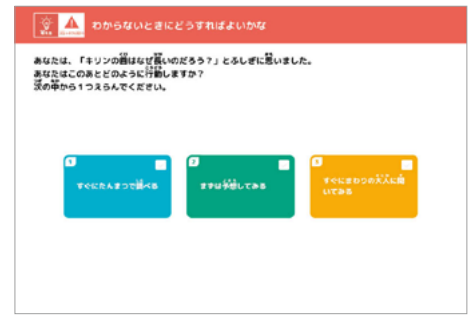 わからないときにどうすればよいかな
あなたは、「キリンの首はなぜ長いのだろう？」とふしぎに思いました。
あなたはこのあとどのように行動しますか？
次の中から1つえらんでください。
1
すぐにたんまつで調べる
2
まずは予想してみる
3
すぐにまわりの大人に聞
いてみる